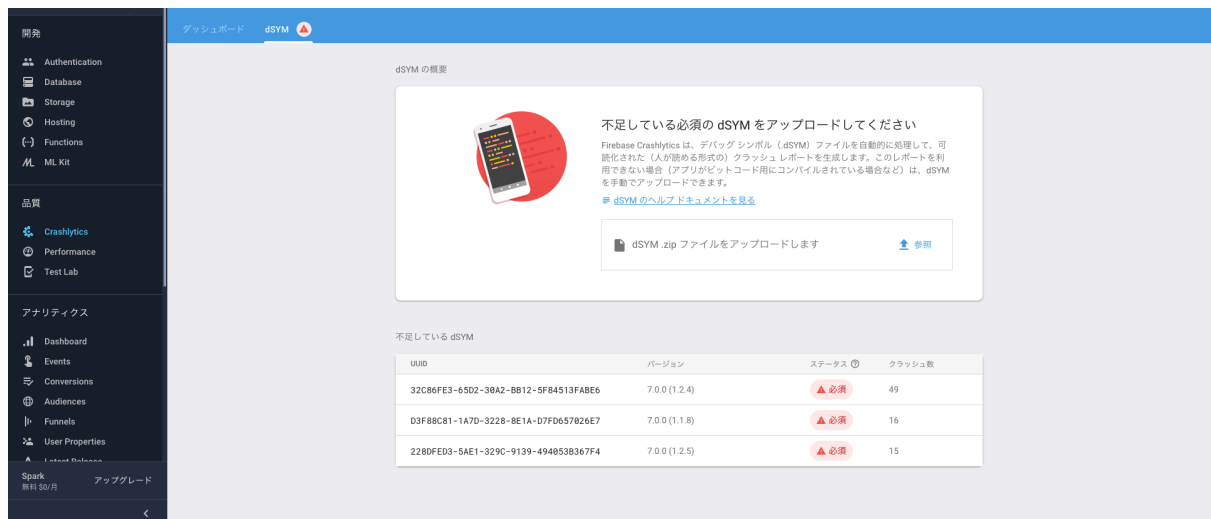 開発
Authentication
Database
Storage
Hosting
Functions
ML Kit
品質
Crashlytics
Performance
Test Lab
アナリティクス
Dashboard
Events
Conversions
Audiences
Funnels
User Properties
Latest Release
Spark
無料 $0/月
アップグレード
ダッシュボード dSYM
dSYM の概要
不足している必須の dSYM をアップロードしてください
Firebase Crashlytics は、デバッグ シンボル（.dSYM）ファイルを自動的に処理して、可
読化された（人が読める形式の）クラッシュ レポートを生成します。このレポートを利
用できない場合（アプリがビットコード用にコンパイルされている場合など）は、dSYM
を手動でアップロードできます。
dSYM のヘルプ ドキュメントを見る
dSYM .zip ファイルをアップロードします 参照
不足している dSYM
UUID バージョン ステータス クラッシュ数
32C86FE3-65D2-30A2-BB12-5F84513FABE6 7.0.0 (1.2.4) 必須 49
D3F88C81-1A7D-3228-8E1A-D7FD657026E7 7.0.0 (1.1.8) 必須 16
228DFED3-5AE1-329C-9139-494053B367F4 7.0.0 (1.2.5) 必須 15